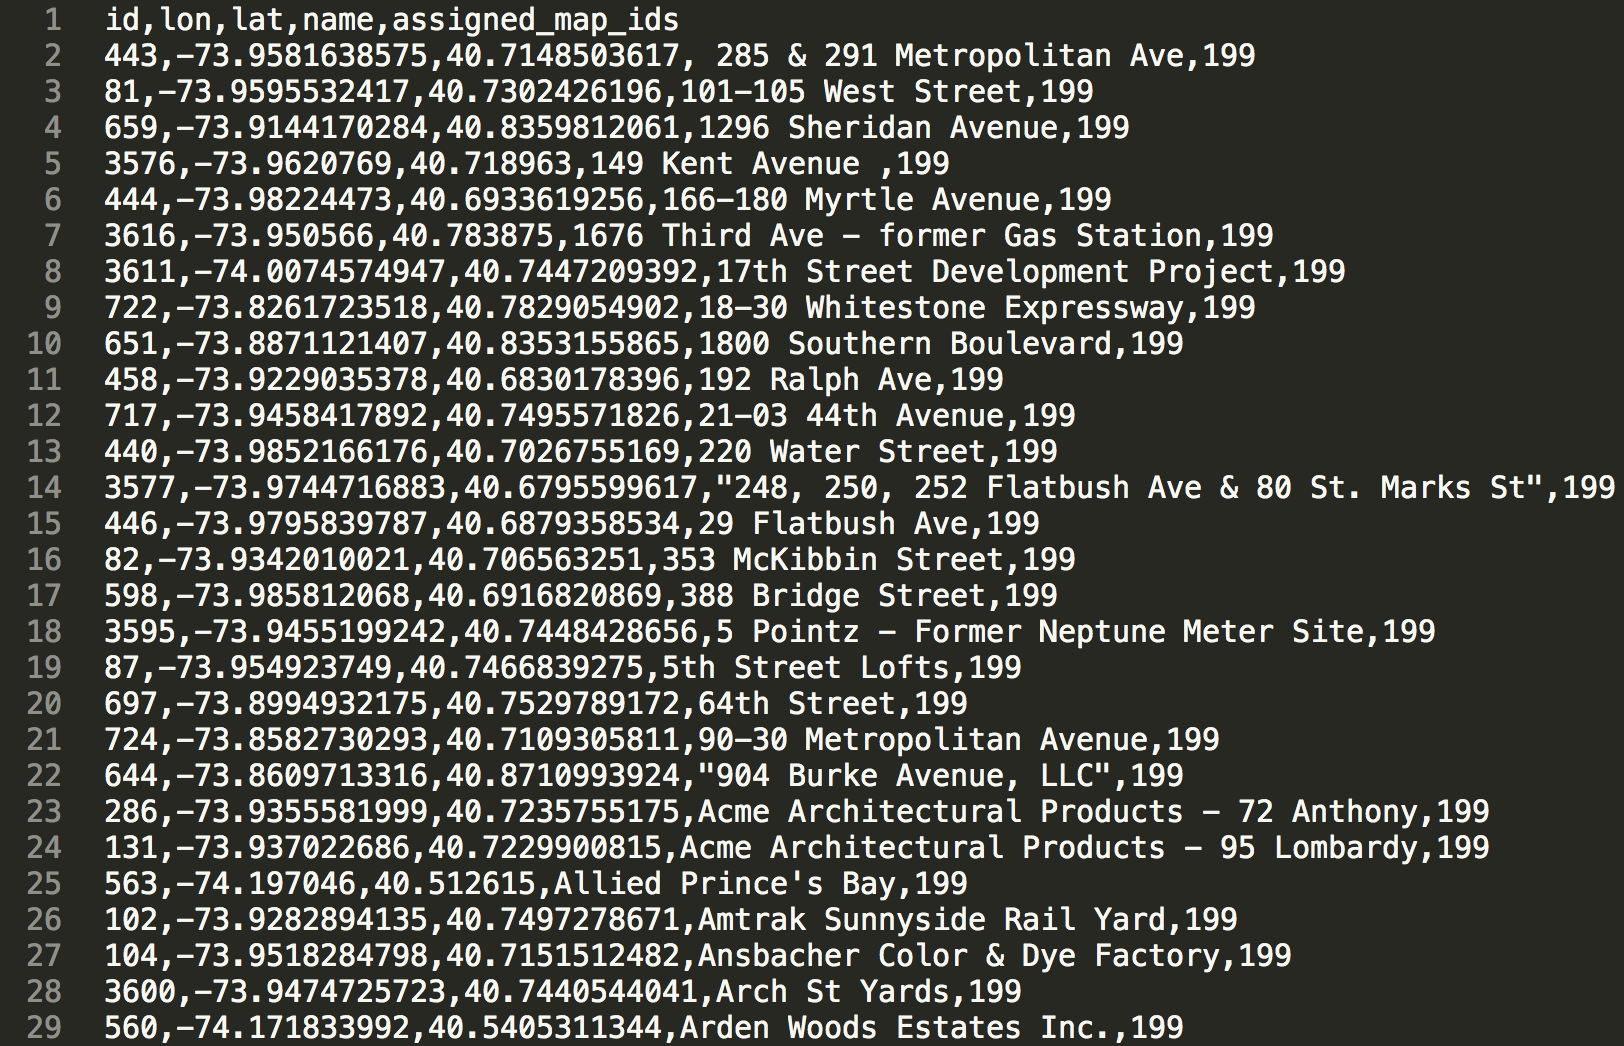 1 id,lon,lat,name,assigned_map_ids
2 443,-73.9581638575,40.7148503617, 285 & 291 Metropolitan Ave,199
3 81,-73.9595532417,40.7302426196,101-105 West Street,199
4 659,-73.9144170284,40.8359812061,1296 Sheridan Avenue,199
5 3576,-73.9620769,40.718963,149 Kent Avenue ,199
6 444,-73.98224473,40.6933619256,166-180 Myrtle Avenue,199
7 3616,-73.950566,40.783875,1676 Third Ave - former Gas Station,199
8 3611,-74.0074574947,40.7447209392,17th Street Development Project,199
9 722,-73.8261723518,40.7829054902,18-30 Whitestone Expressway,199
10 651,-73.8871121407,40.8353155865,1800 Southern Boulevard,199
11 458,-73.9229035378,40.6830178396,192 Ralph Ave,199
12 717,-73.9458417892,40.7495571826,21-03 44th Avenue,199
13 440,-73.9852166176,40.7026755169,220 Water Street,199
14 3577,-73.9744716883,40.6795599617,"248, 250, 252 Flatbush Ave & 80 St. Marks St",199
15 446,-73.9795839787,40.6879358534,29 Flatbush Ave,199
16 82,-73.9342010021,40.706563251,353 McKibbin Street,199
17 598,-73.985812068,40.6916820869,388 Bridge Street,199
18 3595,-73.9455199242,40.7448428656,5 Pointz - Former Neptune Meter Site,199
19 87,-73.954923749,40.7466839275,5th Street Lofts,199
20 697,-73.8994932175,40.7529789172,64th Street,199
21 724,-73.8582730293,40.7109305811,90-30 Metropolitan Avenue,199
22 644,-73.8609713316,40.8710993924,"904 Burke Avenue, LLC",199
23 286,-73.9355581999,40.7235755175,Acme Architectural Products - 72 Anthony,199
24 131,-73.937022686,40.7229900815,Acme Architectural Products - 95 Lombardy,199
25 563,-74.197046,40.512615,Allied Prince's Bay,199
26 102,-73.9282894135,40.7497278671,Amtrak Sunnyside Rail Yard,199
27 104,-73.9518284798,40.7151512482,Ansbacher Color & Dye Factory,199
28 3600,-73.9474725723,40.7440544041,Arch St Yards,199
29 560,-74.171833992,40.5405311344,Arden Woods Estates Inc.,199